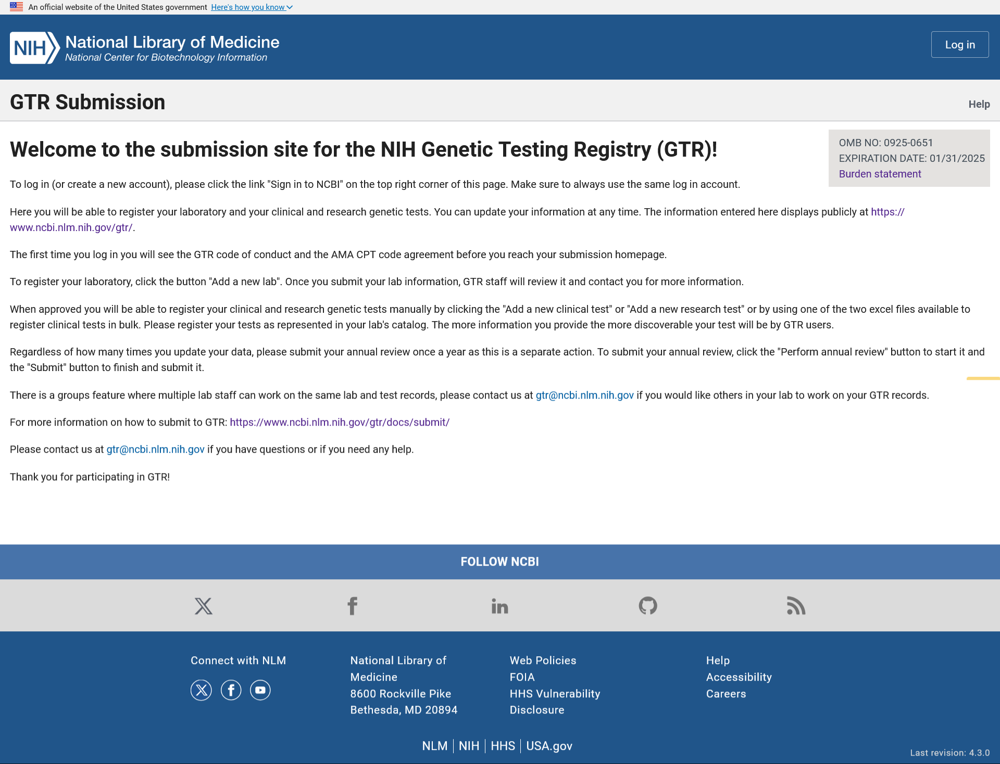 An official website of the United States government Here's how you know
NIH National Library of Medicine
National Center for Biotechnology Information
Log in
GTR Submission
Help
Welcome to the submission site for the NIH Genetic Testing Registry (GTR)!
OMB NO: 0925-0651
EXPIRATION DATE: 01/31/2025
Burden statement
To log in (or create a new account), please click the link "Sign in to NCBI" on the top right corner of this page. Make sure to always use the same log in account.
Here you will be able to register your laboratory and your clinical and research genetic tests. You can update your information at any time. The information entered here displays publicly at https://
www.ncbi.nlm.nih.gov/gtr/.
The first time you log in you will see the GTR code of conduct and the AMA CPT code agreement before you reach your submission homepage.
To register your laboratory, click the button "Add a new lab". Once you submit your lab information, GTR staff will review it and contact you for more information.
When approved you will be able to register your clinical and research genetic tests manually by clicking the "Add a new clinical test" or "Add a new research test" or by using one of the two excel files available to
register clinical tests in bulk. Please register your tests as represented in your lab's catalog. The more information you provide the more discoverable your test will be by GTR users.
Regardless of how many times you update your data, please submit your annual review once a year as this is a separate action. To submit your annual review, click the "Perform annual review" button to start it and
the "Submit" button to finish and submit it.
There is a groups feature where multiple lab staff can work on the same lab and test records, please contact us at gtr@ncbi.nlm.nih.gov if you would like others in your lab to work on your GTR records.
For more information on how to submit to GTR: https://www.ncbi.nlm.nih.gov/gtr/docs/submit/
Please contact us at gtr@ncbi.nlm.nih.gov if you have questions or if you need any help.
Thank you for participating in GTR!
FOLLOW NCBI
Connect with NLM
National Library of
Medicine
8600 Rockville Pike
Bethesda, MD 20894
Web Policies
FOIA
HHS Vulnerability
Disclosure
Help
Accessibility
Careers
NLM NIH HHS USA.gov
Last revision: 4.3.0